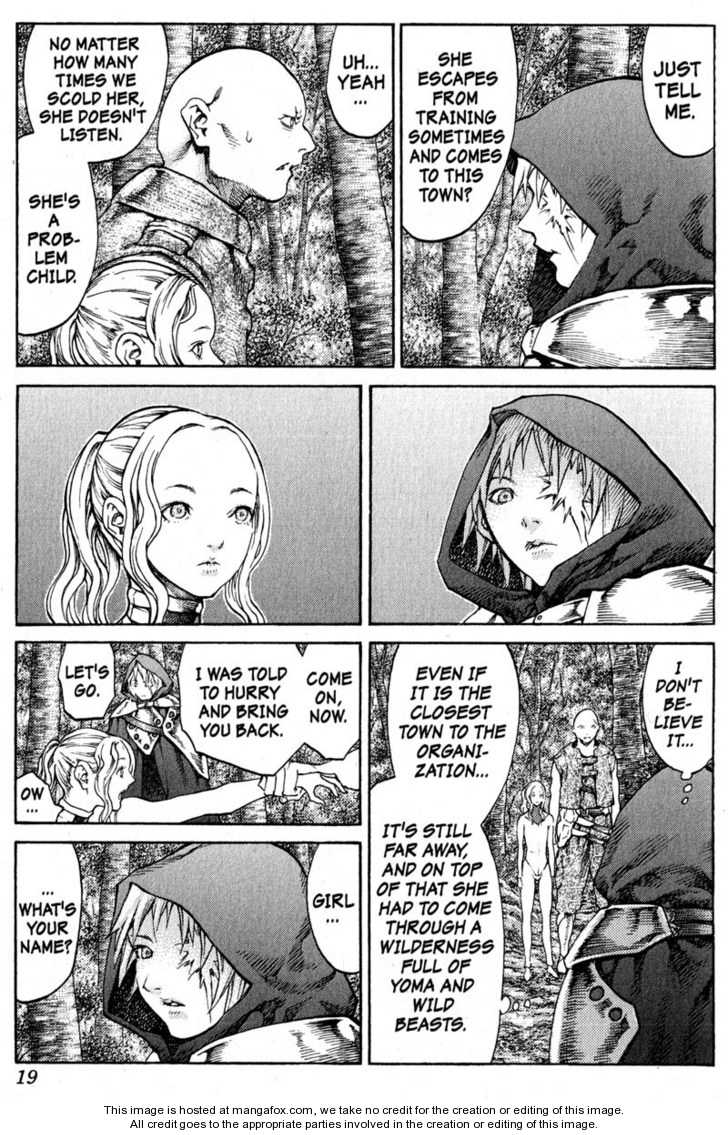 JUST
TELL
ME.
SHE
ESCAPES
FROM
TRAINING
SOMETIMES
AND COMES
TO THIS
TOWN?
UH...
YEAH
...
NO MATTER
HOW MANY
TIMES WE
SCOLD HER,
SHE DOESN'T
LISTEN.
SHE'S
A
PROB-
LEM
CHILD.
I
DON'T
BE-
LIEVE
IT...
EVEN IF
IT IS THE
CLOSEST
TOWN TO THE
ORGANI-
ZATION...
IT'S STILL
FAR AWAY,
AND ON TOP
OF THAT SHE
HAD TO COME
THROUGH A
WILDERNESS
FULL OF
YOMA AND
WILD
BEASTS.
COME
ON,
NOW.
I WAS TOLD
TO HURRY
AND BRING
YOU BACK.
LET'S
GO.
OW
...
GIRL
...
...
WHAT'S
YOUR
NAME?
19
This image is hosted at mangafox.com, we take no credit for the creation or editing of this image.
All credit goes to the appropriate parties involved in the creation or editing of this image.